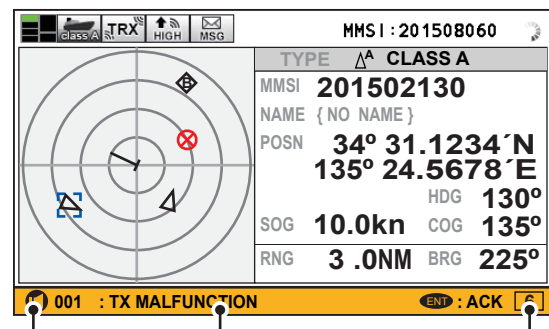 class A TRX HIGH MSG MMSI:201508060
TYPE A CLASS A
MMSI 201502130
NAME { NO NAME }
POSN 34º 31.1234´N
135º 24.5678´E
HDG 130º
SOG 10.0kn COG 135º
RNG 3 .0NM BRG 225º
B
001 : TX MALFUNCTION ENT : ACK 6